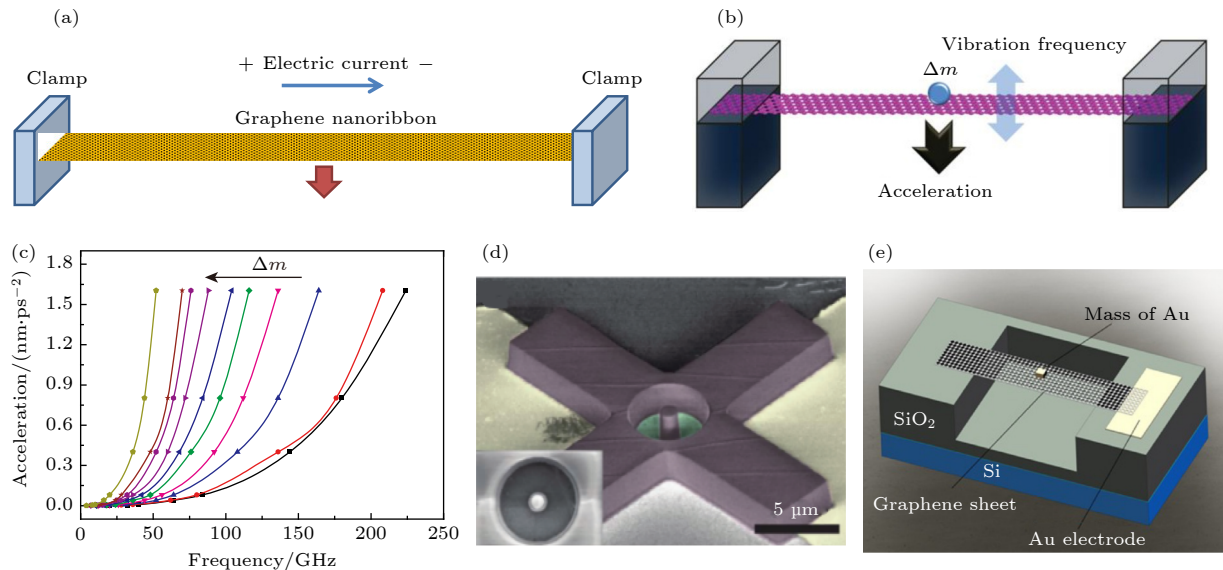 (a)
Clamp
+ Electric current −
Clamp
Graphene nanoribbon
(b)
Vibration frequency
Δm
Acceleration
(c)
Acceleration/(nm·ps⁻²)
1.8
1.5
1.2
0.9
0.6
0.3
0.0
Δm
0
50
100
150
200
250
Frequency/GHz
(d)
5 µm
(e)
Mass of Au
SiO₂
Si
Graphene sheet
Au electrode